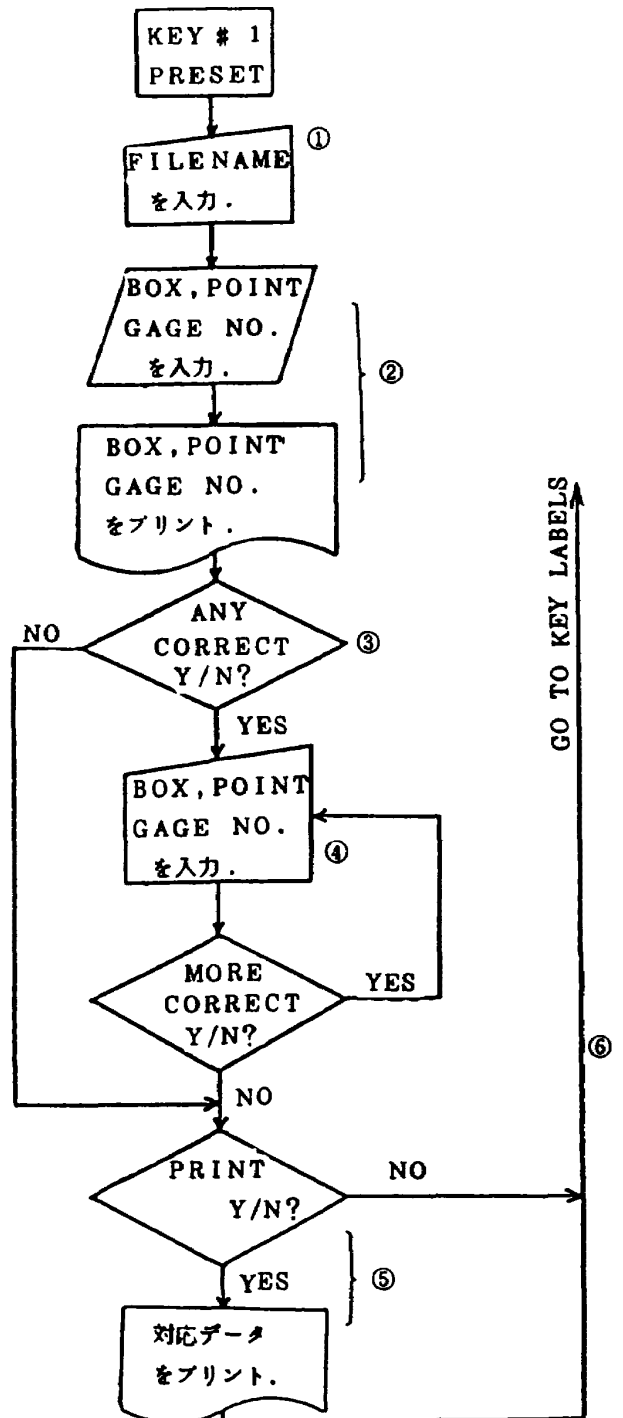 KEY # 1
PRESET
①
FILENAME
を入力.
BOX,POINT
GAGE NO.
を入力.
②
BOX,POINT
GAGE NO.
をプリント.
ANY
CORRECT
Y/N?
③
NO
YES
BOX,POINT
GAGE NO.
を入力.
④
MORE
CORRECT
Y/N?
YES
NO
PRINT
Y/N?
NO
YES
⑤
対応データ
をプリント.
GO TO KEY LABELS
⑥